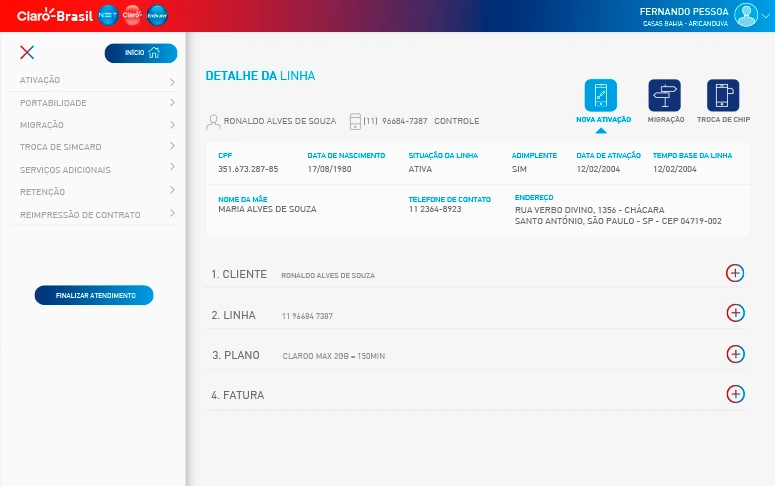 Claro-Brasil NET Claro Embratel
FERNANDO PESSOA
CASAS BAHIA - ARICANDUVA
INÍCIO
ATIVAÇÃO
PORTABILIDADE
MIGRAÇÃO
TROCA DE SIMCARD
SERVIÇOS ADICIONAIS
RETENÇÃO
REIMPRESSÃO DE CONTRATO
FINALIZAR ATENDIMENTO
DETALHE DA LINHA
RONALDO ALVES DE SOUZA (11) 96684-7387 CONTROLE
NOVA ATIVAÇÃO MIGRAÇÃO TROCA DE CHIP
CPF DATA DE NASCIMENTO SITUAÇÃO DA LINHA ADIMPLENTE DATA DE ATIVAÇÃO TEMPO BASE DA LINHA
351.673.287-85 17/08/1980 ATIVA SIM 12/02/2004 12/02/2004
NOME DA MÃE TELEFONE DE CONTATO ENDEREÇO
MARIA ALVES DE SOUZA 11 2364-8923 RUA VERBO DIVINO, 1356 - CHÁCARA
SANTO ANTÓNIO, SÃO PAULO - SP - CEP 04719-002
1. CLIENTE RONALDO ALVES DE SOUZA
2. LINHA 11 96684 7387
3. PLANO CLAROO MAX 2GB = 150MIN
4. FATURA